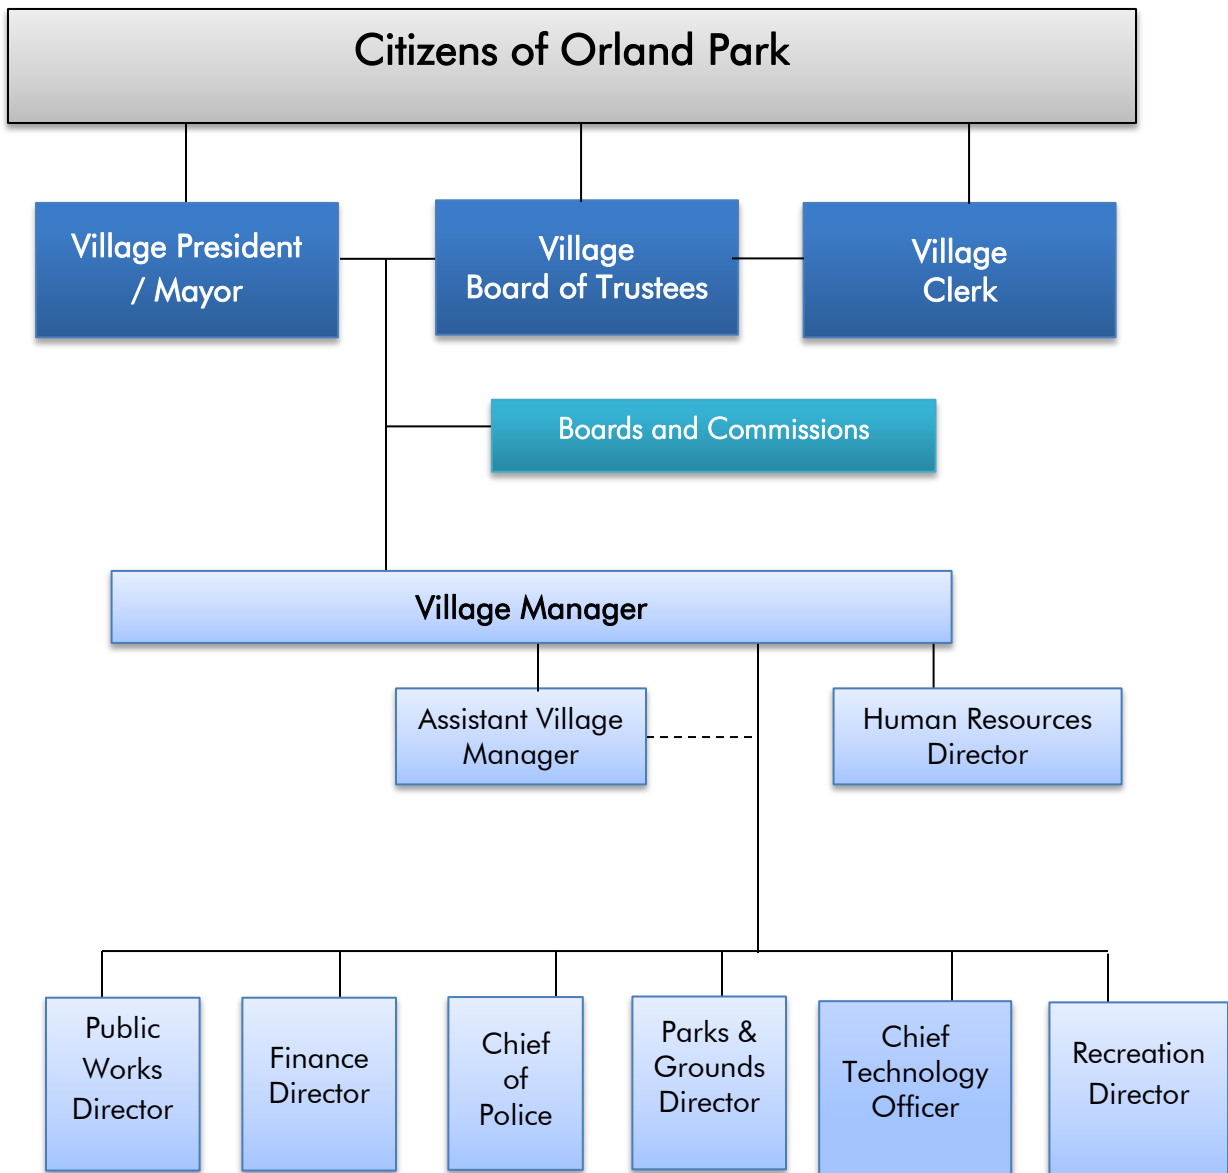 Citizens of Orland Park
Village President
/ Mayor
Village
Board of Trustees
Village
Clerk
Boards and Commissions
Village Manager
Assistant Village
Manager
Human Resources
Director
Public
Works
Director
Finance
Director
Chief
of
Police
Parks &
Grounds
Director
Chief
Technology
Officer
Recreation
Director